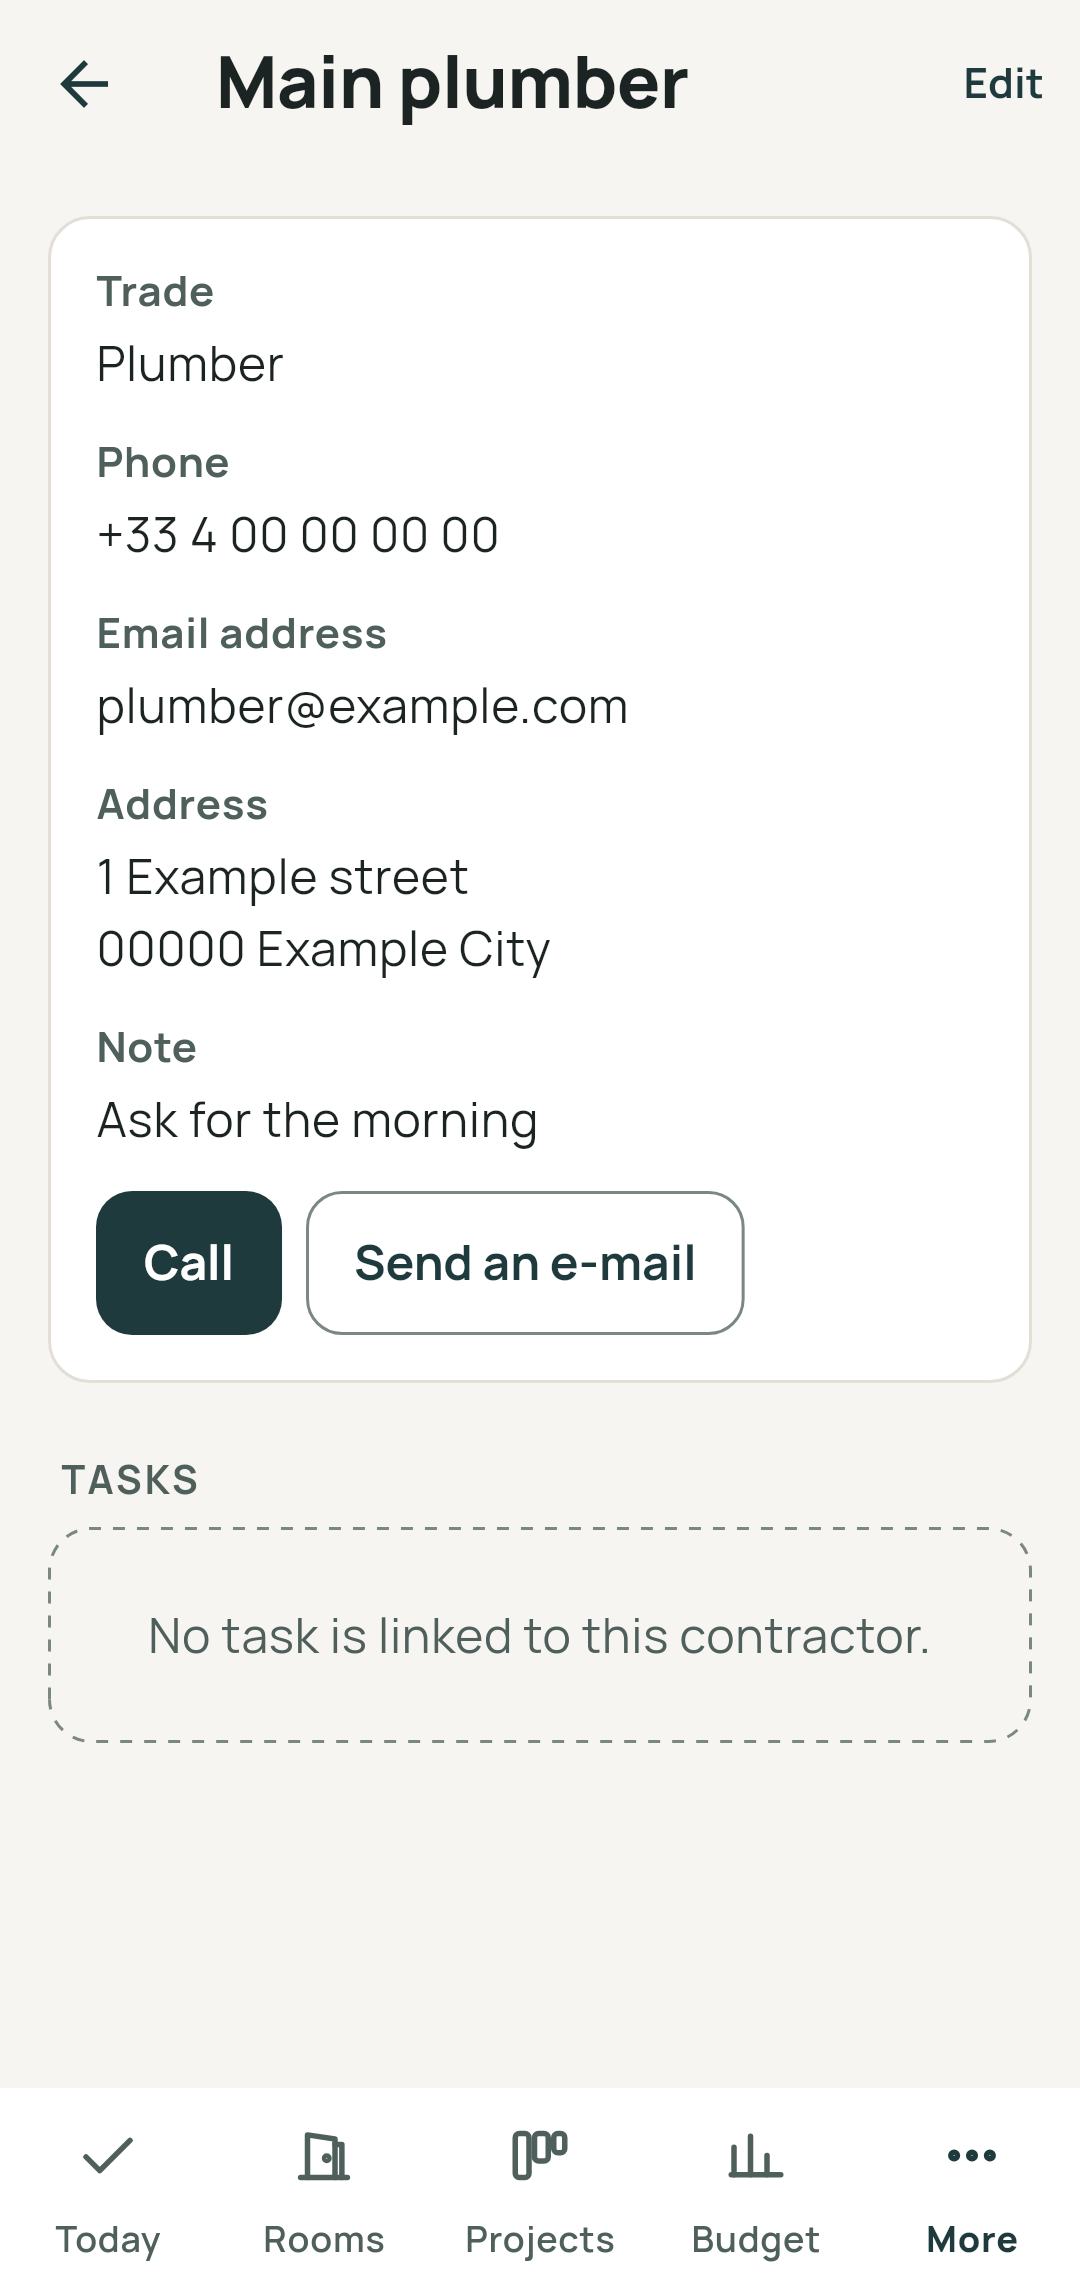 Main plumber
Edit
Trade
Plumber
Phone
+33 4 00 00 00 00
Email address
plumber@example.com
Address
1 Example street
00000 Example City
Note
Ask for the morning
Call
Send an e-mail
TASKS
No task is linked to this contractor.
Today
Rooms
Projects
Budget
More